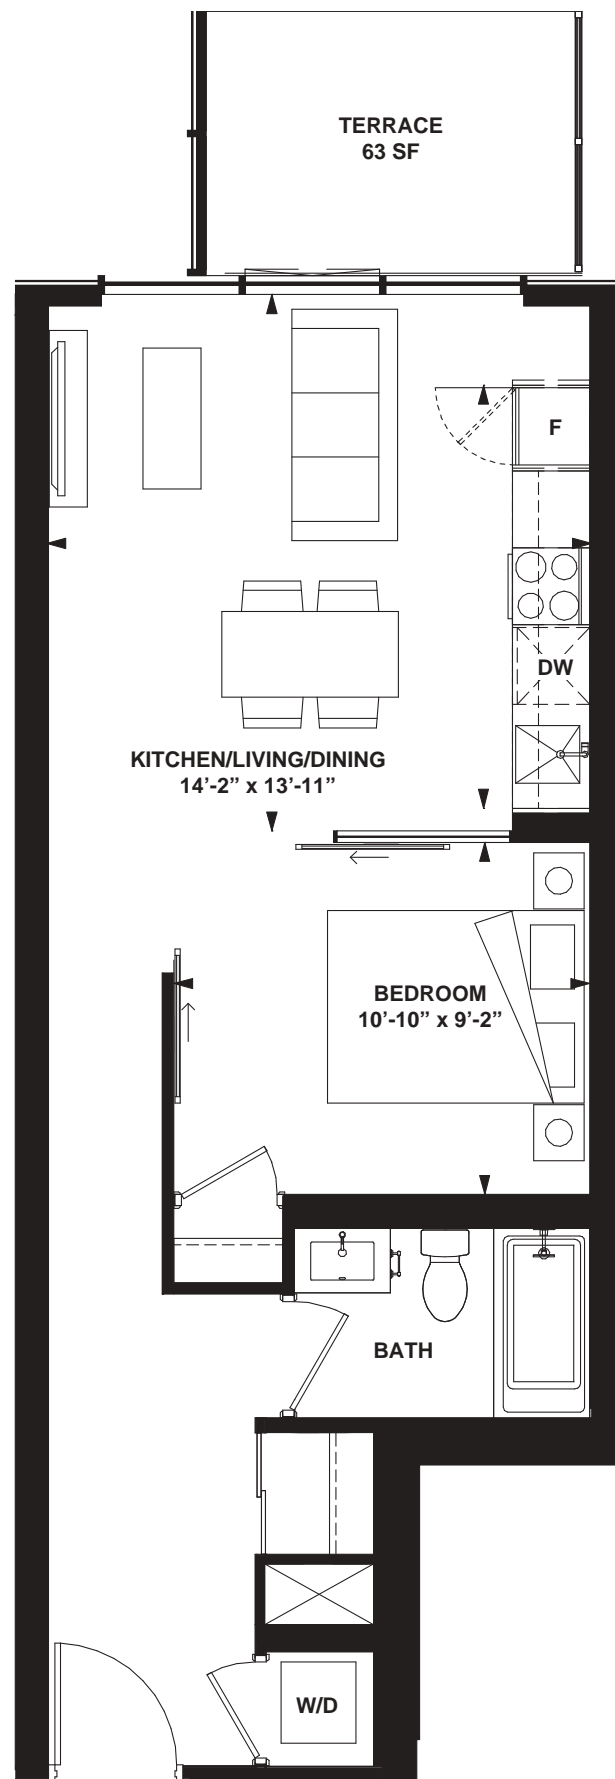 TERRACE
63 SF
F
DW
KITCHEN/LIVING/DINING
14’-2” x 13’-11”
BEDROOM
10’-10” x 9’-2”
BATH
W/D